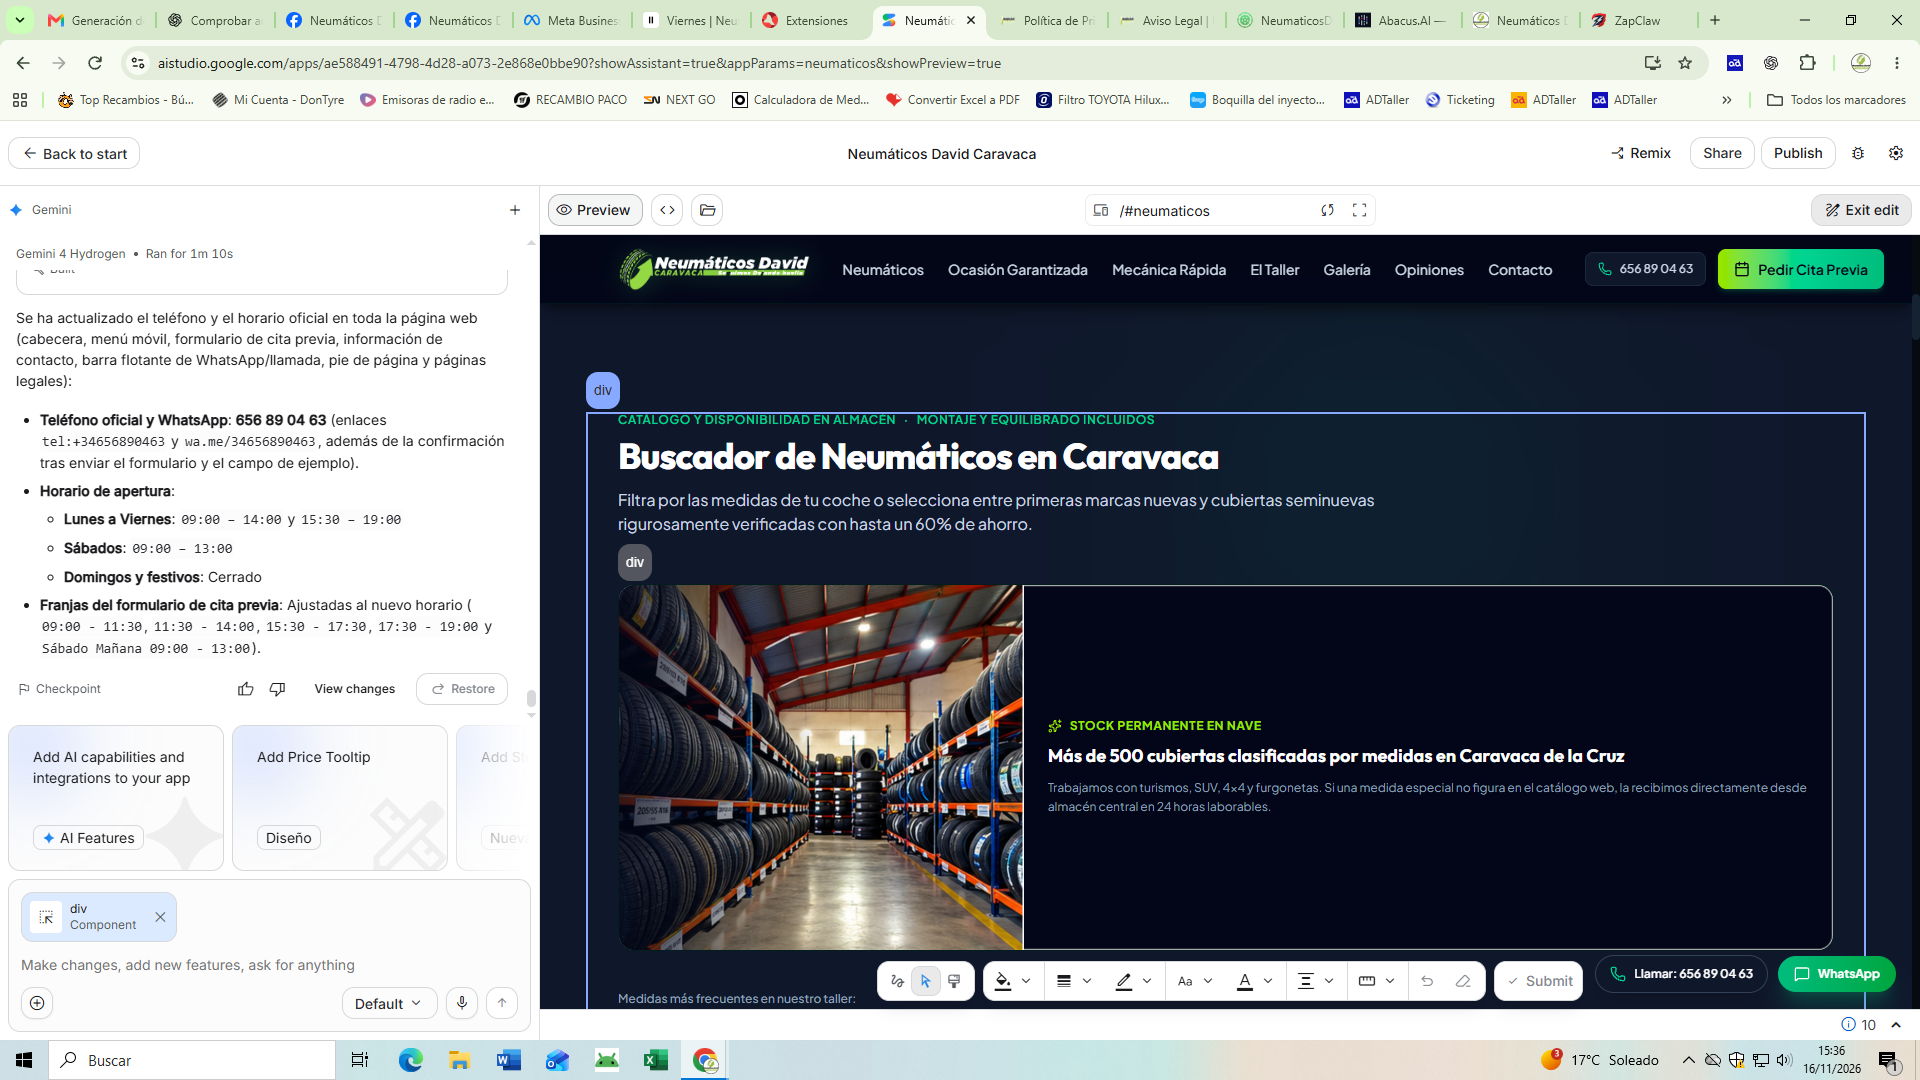 Generación d
Comprobar a
Neumáticos D
Neumáticos D
Meta Busines
Viernes | Neu
Extensiones
Neumátic
Política de Pri
Aviso Legal |
NeumaticosD
Abacus.AI —
Neumáticos D
ZapClaw
aistudio.google.com/apps/ae588491-4798-4d28-a073-2e868e0bbe90?showAssistant=true&appParams=neumaticos&showPreview=true
Top Recambios - Bú...
Mi Cuenta - DonTyre
Emisoras de radio e...
RECAMBIO PACO
NEXT GO
Calculadora de Med...
Convertir Excel a PDF
Filtro TOYOTA Hilux...
Boquilla del inyecto...
ADTaller
Ticketing
ADTaller
ADTaller
Todos los marcadores
Back to start
Neumáticos David Caravaca
Remix
Share
Publish
Gemini
Preview
/#neumaticos
Exit edit
Gemini 4 Hydrogen • Ran for 1m 10s
Built
Se ha actualizado el teléfono y el horario oficial en toda la página web
(cabecera, menú móvil, formulario de cita previa, información de
contacto, barra flotante de WhatsApp/llamada, pie de página y páginas
legales):
• Teléfono oficial y WhatsApp: 656 89 04 63 (enlaces
tel:+34656890463 y wa.me/34656890463, además de la confirmación
tras enviar el formulario y el campo de ejemplo).
• Horario de apertura:
Lunes a Viernes: 09:00 – 14:00 y 15:30 – 19:00
Sábados: 09:00 – 13:00
Domingos y festivos: Cerrado
• Franjas del formulario de cita previa: Ajustadas al nuevo horario (
09:00 - 11:30, 11:30 - 14:00, 15:30 - 17:30, 17:30 - 19:00 y
Sábado Mañana 09:00 - 13:00).
Checkpoint
View changes
Restore
Add AI capabilities and
integrations to your app
AI Features
Add Price Tooltip
Diseño
Add St
Nuev
div
Component
Make changes, add new features, ask for anything
Default
Neumáticos David
CARAVACA
Neumáticos
Ocasión Garantizada
Mecánica Rápida
El Taller
Galería
Opiniones
Contacto
656 89 04 63
Pedir Cita Previa
div
CATÁLOGO Y DISPONIBILIDAD EN ALMACÉN · MONTAJE Y EQUILIBRADO INCLUIDOS
Buscador de Neumáticos en Caravaca
Filtra por las medidas de tu coche o selecciona entre primeras marcas nuevas y cubiertas seminuevas
rigurosamente verificadas con hasta un 60% de ahorro.
div
205/55 R16
STOCK PERMANENTE EN NAVE
Más de 500 cubiertas clasificadas por medidas en Caravaca de la Cruz
Trabajamos con turismos, SUV, 4x4 y furgonetas. Si una medida especial no figura en el catálogo web, la recibimos directamente desde
almacén central en 24 horas laborables.
Medidas más frecuentes en nuestro taller:
Aa
A
Submit
Llamar: 656 89 04 63
WhatsApp
10
Buscar
3
17°C Soleado
15:36
16/11/2026
1